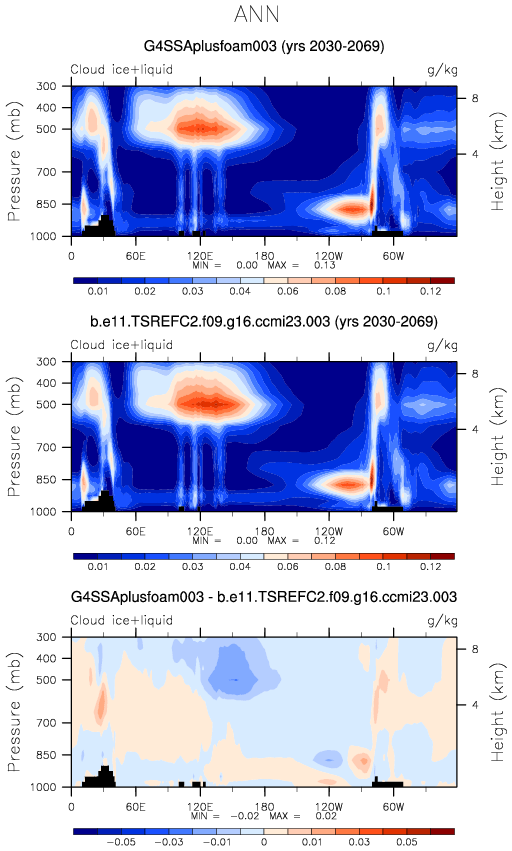 ANN
G4SSAplusfoam003 (yrs 2030-2069)
Cloud ice+liquid g/kg
Pressure (mb)
300
400
500
700
850
1000
Height (km)
8
4
0 60E 120E 180 120W 60W
MIN = 0.00 MAX = 0.13
0.01 0.02 0.03 0.04 0.06 0.08 0.1 0.12
b.e11.TSREFC2.f09.g16.ccmi23.003 (yrs 2030-2069)
Cloud ice+liquid g/kg
Pressure (mb)
300
400
500
700
850
1000
Height (km)
8
4
0 60E 120E 180 120W 60W
MIN = 0.00 MAX = 0.12
0.01 0.02 0.03 0.04 0.06 0.08 0.1 0.12
G4SSAplusfoam003 - b.e11.TSREFC2.f09.g16.ccmi23.003
Cloud ice+liquid g/kg
Pressure (mb)
300
400
500
700
850
1000
Height (km)
8
4
0 60E 120E 180 120W 60W
MIN = -0.02 MAX = 0.02
-0.05 -0.03 -0.01 0 0.01 0.03 0.05